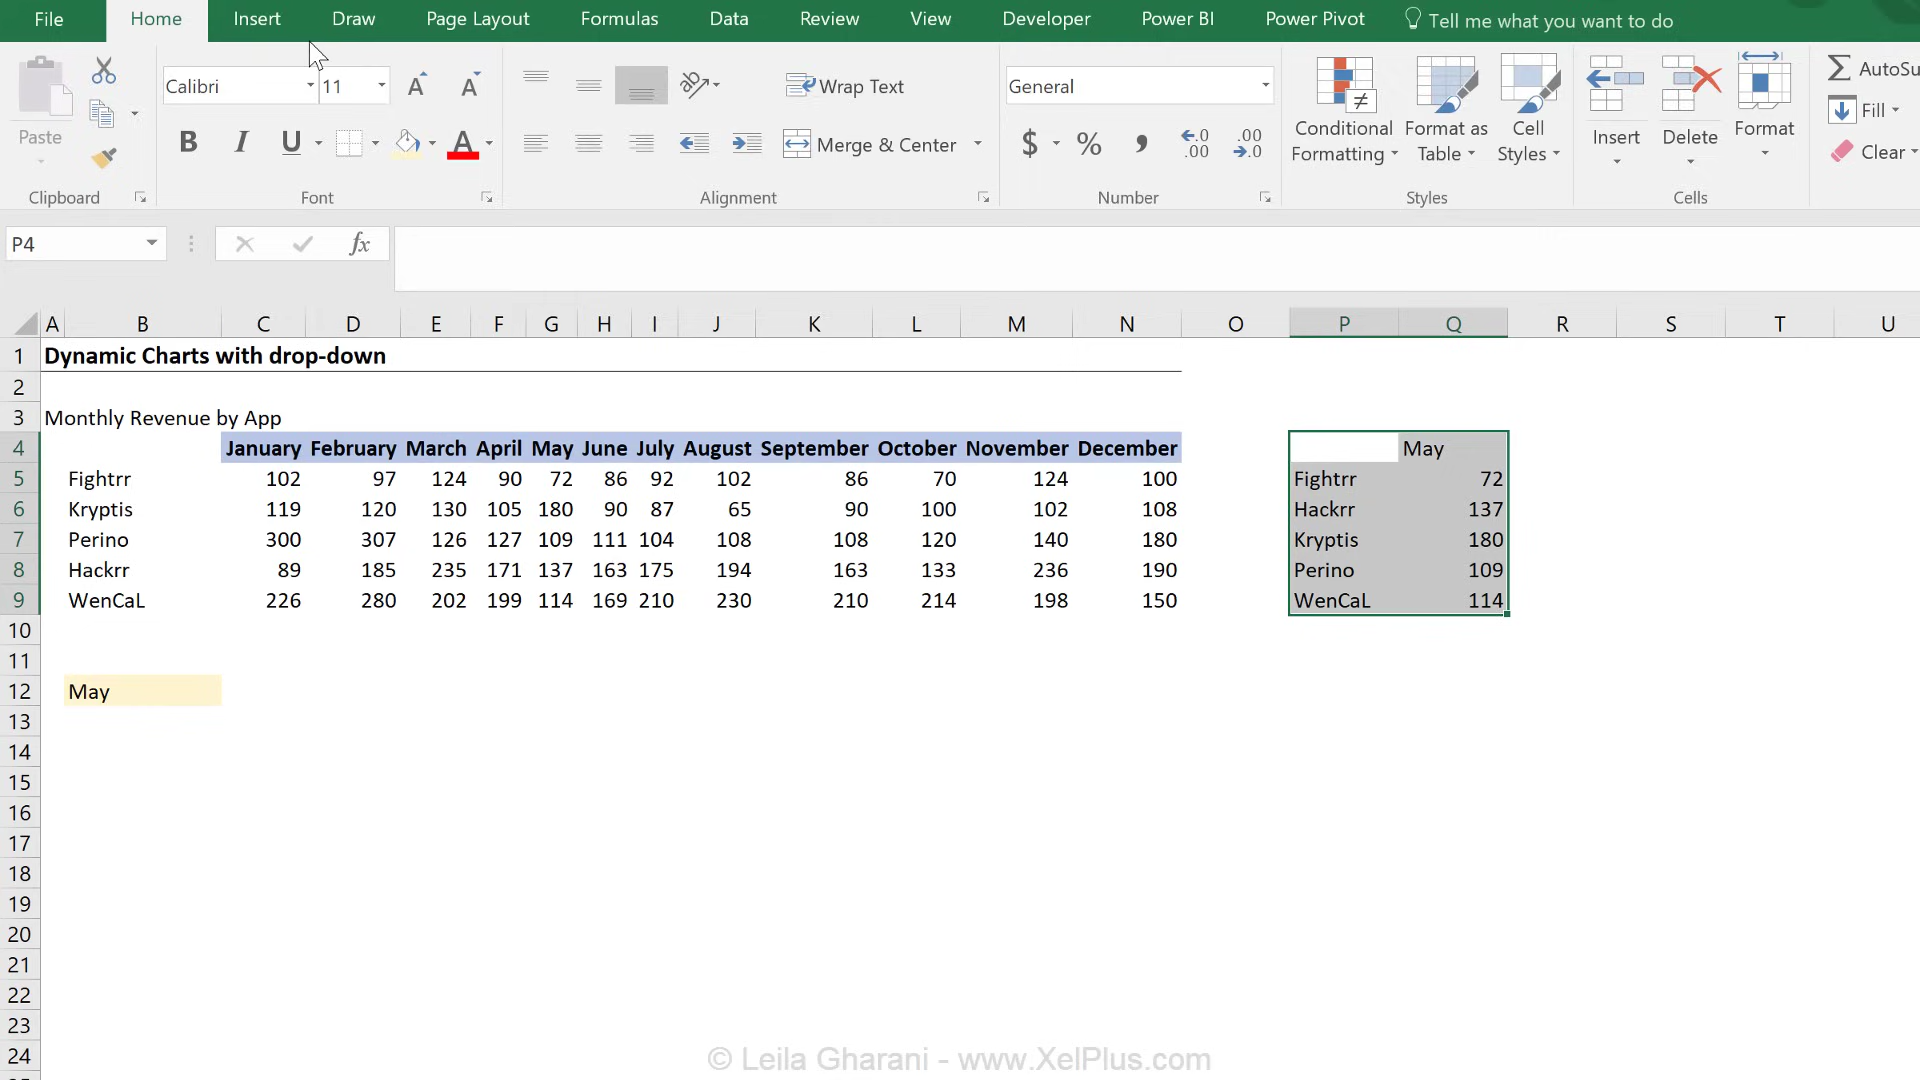 File Home Insert Draw Page Layout Formulas Data Review View Developer Power BI Power Pivot Tell me what you want to do
Calibri 11 Wrap Text General AutoSu
Paste B I U A Merge & Center $ % , .0 .00 .00 .0 Conditional Formatting Format as Table Cell Styles Insert Delete Format Fill Clear
Clipboard Font Alignment Number Styles Cells
P4 fx
A B C D E F G H I J K L M N O P Q R S T U
1 Dynamic Charts with drop-down
2
3 Monthly Revenue by App
4 January February March April May June July August September October November December May
5 Fightrr 102 97 124 90 72 86 92 102 86 70 124 100 Fightrr 72
6 Kryptis 119 120 130 105 180 90 87 65 90 100 102 108 Hackrr 137
7 Perino 300 307 126 127 109 111 104 108 108 120 140 180 Kryptis 180
8 Hackrr 89 185 235 171 137 163 175 194 163 133 236 190 Perino 109
9 WenCaL 226 280 202 199 114 169 210 230 210 214 198 150 WenCaL 114
10
11
12 May
13
14
15
16
17
18
19
20
21
22
23
24
© Leila Gharani - www.XelPlus.com